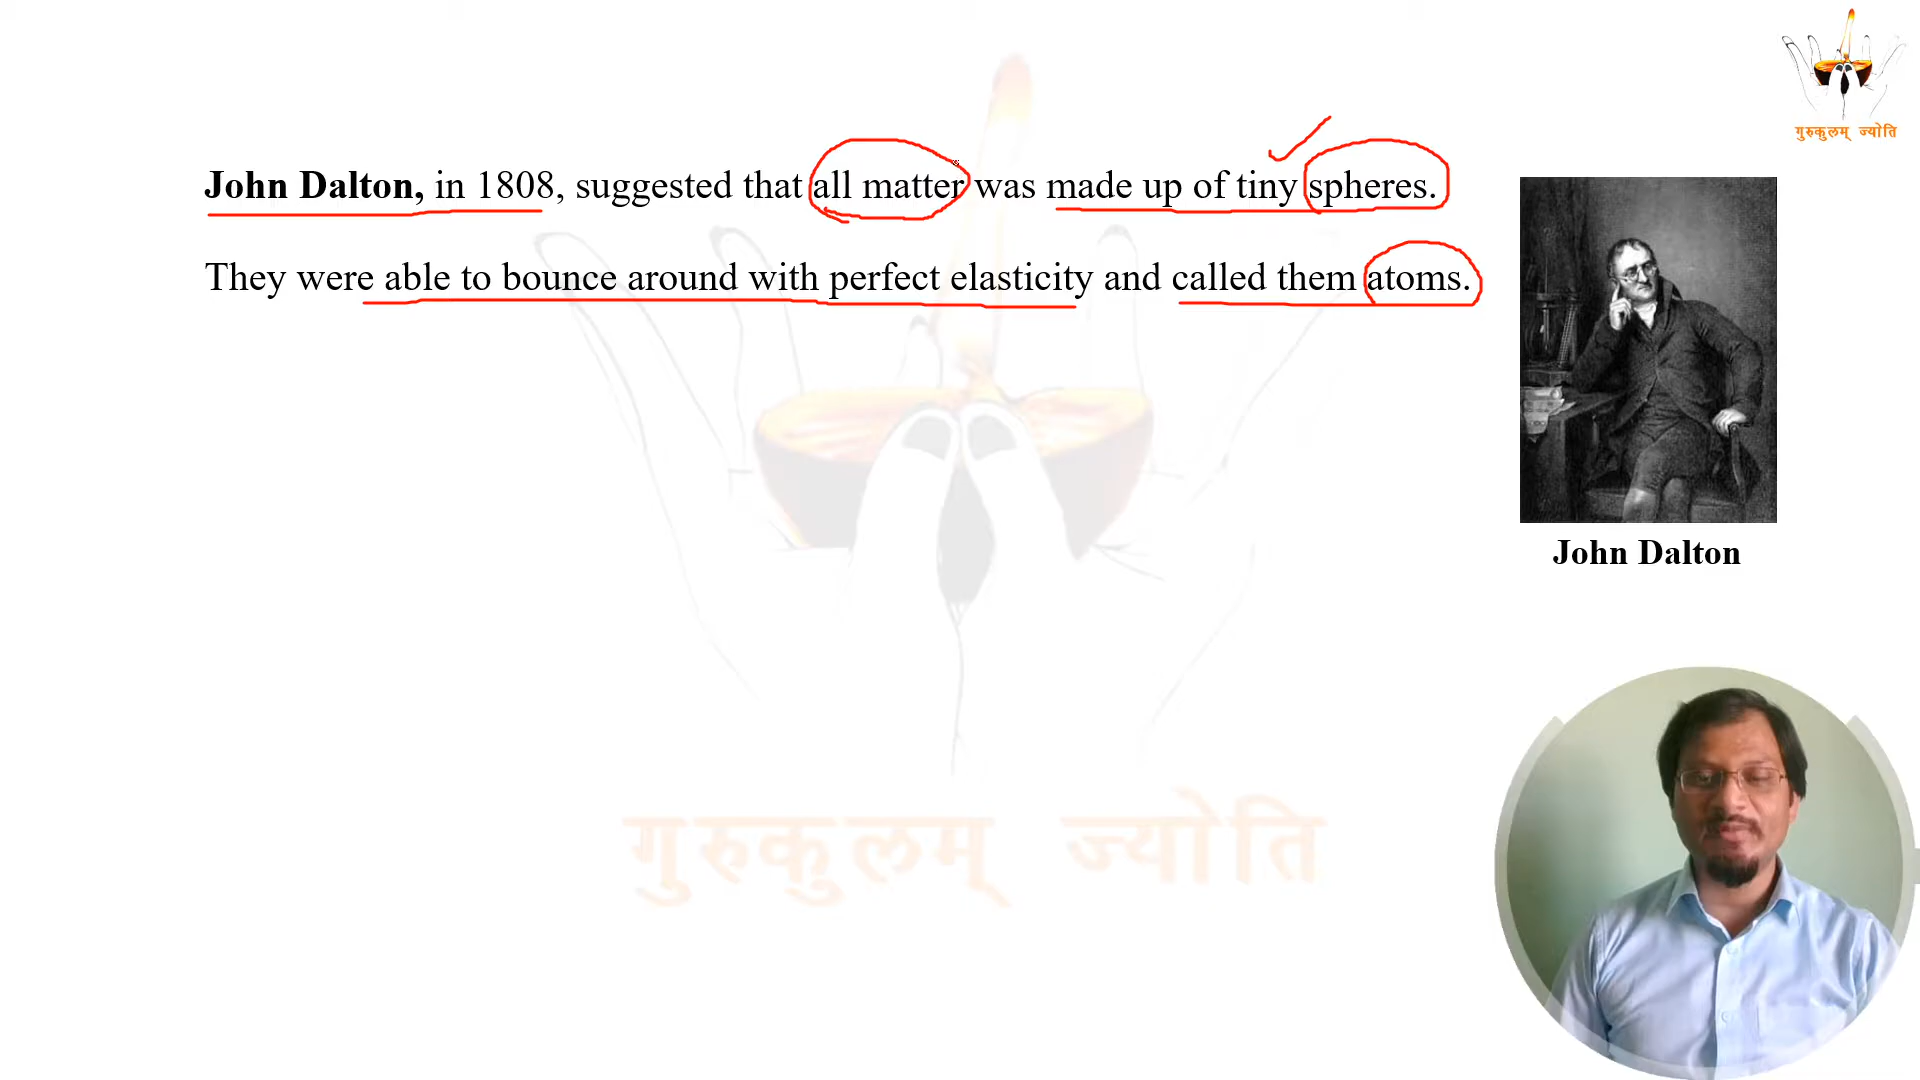 गुरुकुलम् ज्योति
John Dalton, in 1808, suggested that all matter was made up of tiny spheres.
They were able to bounce around with perfect elasticity and called them atoms.
John Dalton
गुरुकुलम् ज्योति